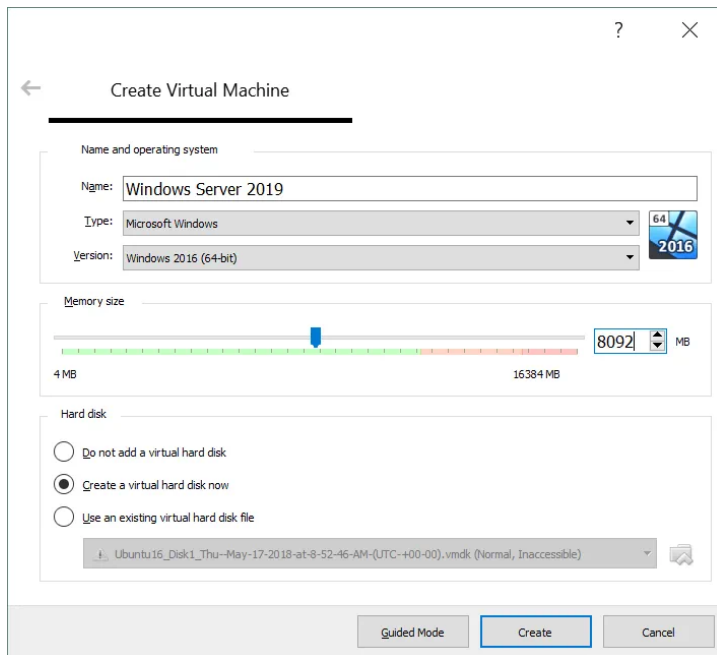 ?
Create Virtual Machine
Name and operating system
Name: Windows Server 2019
Type: Microsoft Windows
64
2016
Version: Windows 2016 (64-bit)
Memory size
8092 MB
4 MB 16384 MB
Hard disk
Do not add a virtual hard disk
Create a virtual hard disk now
Use an existing virtual hard disk file
Ubuntu16_Disk1_Thu--May-17-2018-at-8-52-46-AM-(UTC-+00-00).vmdk (Normal, Inaccessible)
Guided Mode Create Cancel